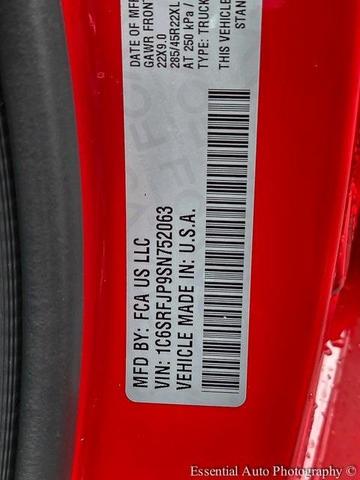 DATE OF MF
GAWR FRONT
22X9.0
285/45R22XL
AT 250 kPa /
TYPE: TRUCK
THIS VEHICLE
STAN
MFD BY: FCA US LLC
VIN: 1C6SRFJP9SN752063
VEHICLE MADE IN: U.S.A.
Essential Auto Photography ©